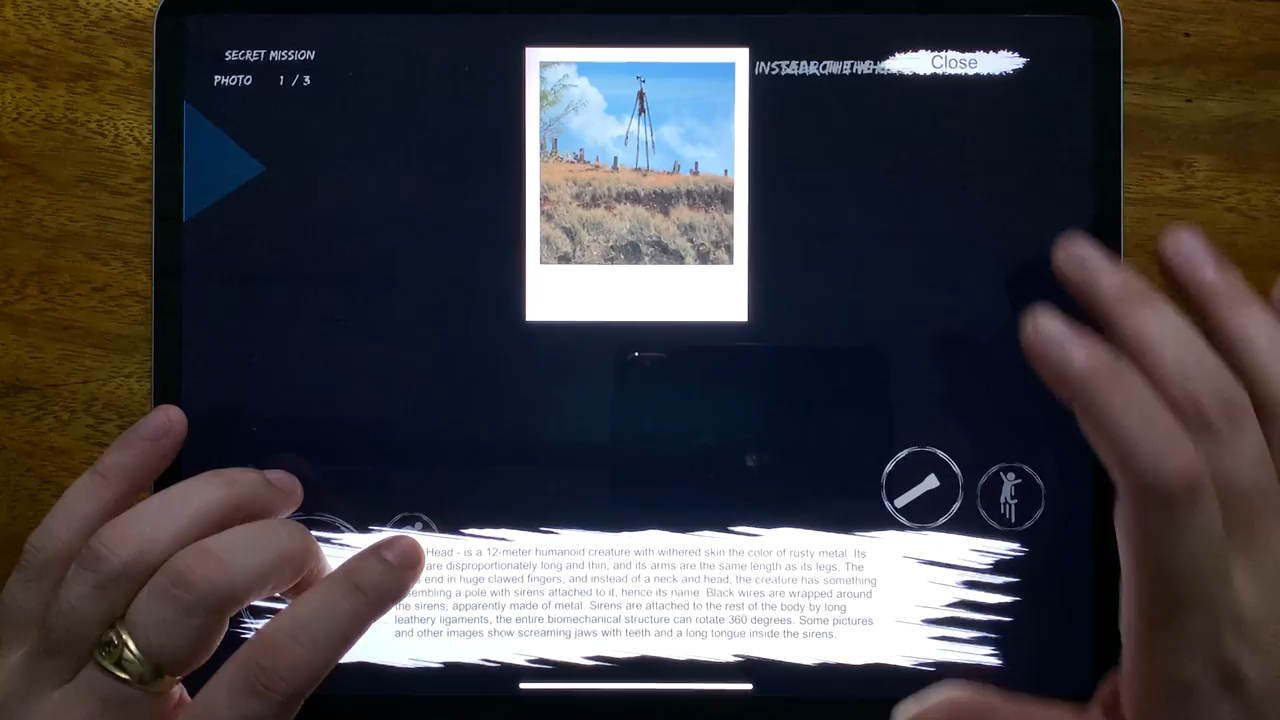 SECRET MISSION
PHOTO 1 / 3
Close
Head - is a 12-meter humanoid creature with withered skin the color of rusty metal. Its
are disproportionately long and thin, and its arms are the same length as its legs. The
end in huge clawed fingers, and instead of a neck and head, the creature has something
sembling a pole with sirens attached to it, hence its name. Black wires are wrapped around
the sirens, apparently made of metal. Sirens are attached to the rest of the body by long
leathery ligaments, the entire biomechanical structure can rotate 360 degrees. Some pictures
and other images show screaming jaws with teeth and a long tongue inside the sirens.